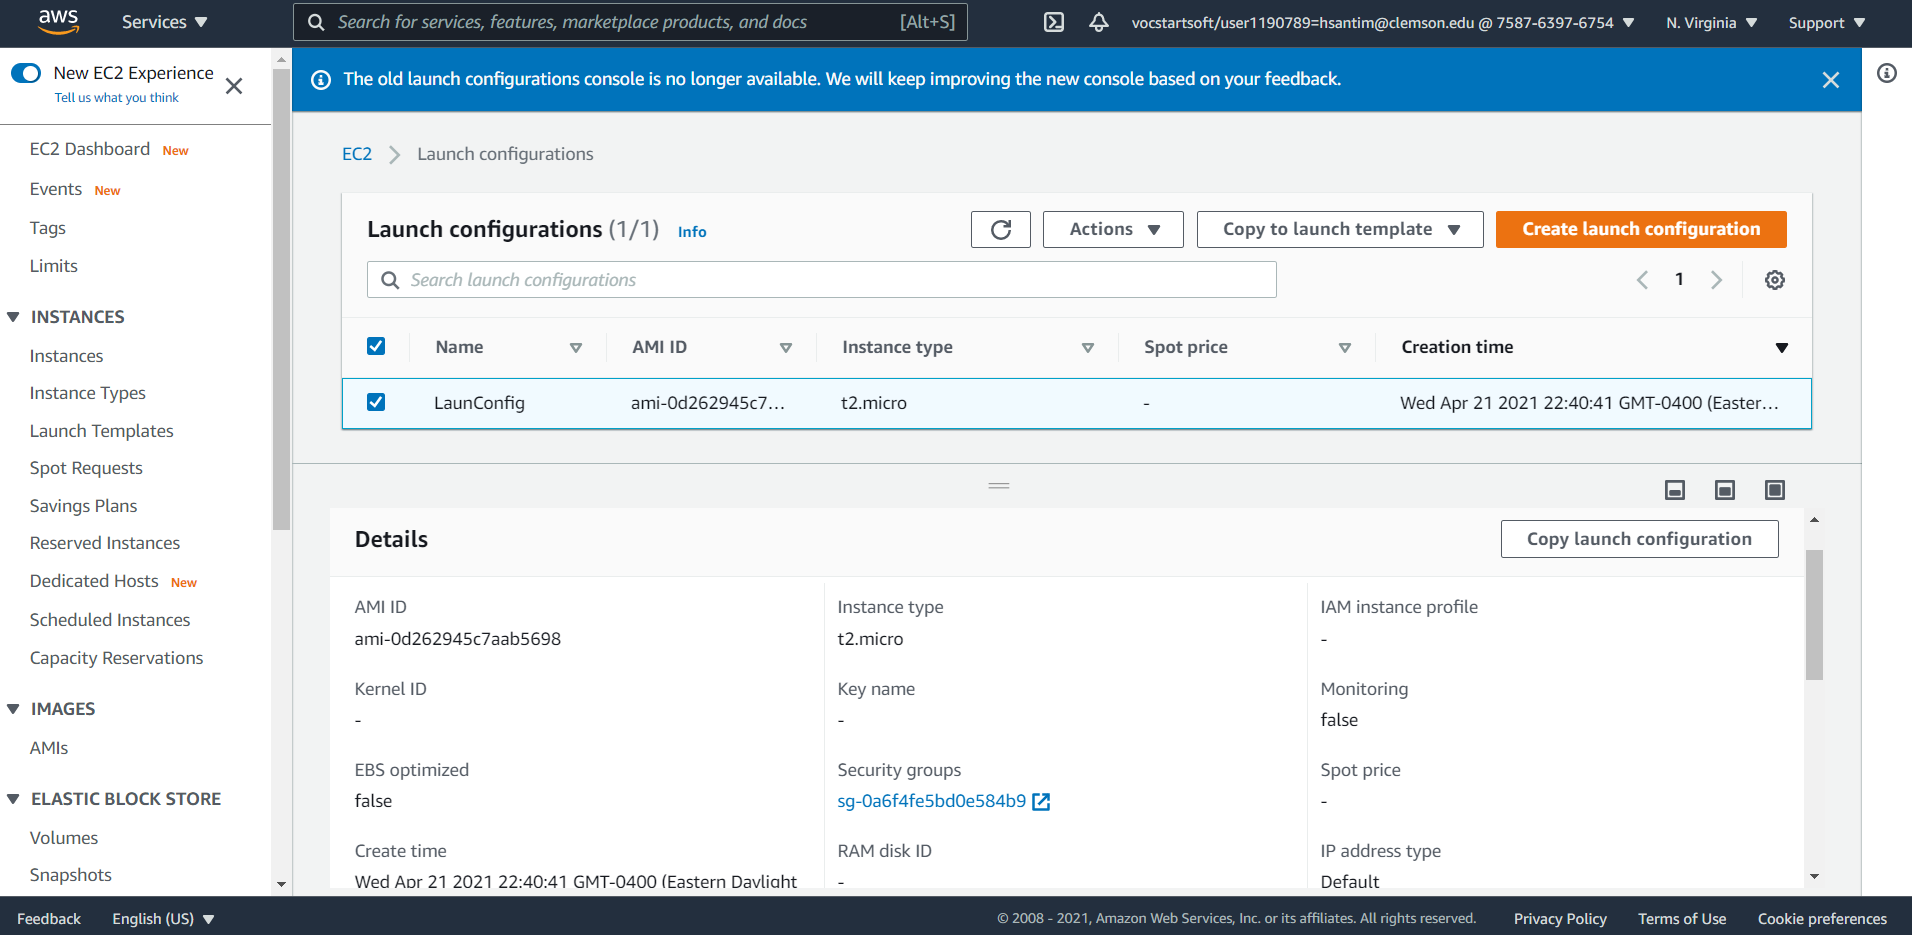 aws
Services
Search for services, features, marketplace products, and docs
[Alt+S]
vocstartsoft/user1190789=hsantim@clemson.edu @ 7587-6397-6754
N. Virginia
Support
New EC2 Experience
Tell us what you think
EC2 Dashboard New
Events New
Tags
Limits
INSTANCES
Instances
Instance Types
Launch Templates
Spot Requests
Savings Plans
Reserved Instances
Dedicated Hosts New
Scheduled Instances
Capacity Reservations
IMAGES
AMIs
ELASTIC BLOCK STORE
Volumes
Snapshots
The old launch configurations console is no longer available. We will keep improving the new console based on your feedback.
EC2 Launch configurations
Launch configurations (1/1) Info
Actions
Copy to launch template
Create launch configuration
Search launch configurations
1
Name AMI ID Instance type Spot price Creation time
LaunConfig ami-0d262945c7… t2.micro - Wed Apr 21 2021 22:40:41 GMT-0400 (Easter…
Details
Copy launch configuration
AMI ID Instance type IAM instance profile
ami-0d262945c7aab5698 t2.micro -
Kernel ID Key name Monitoring
- - false
EBS optimized Security groups Spot price
false sg-0a6f4fe5bd0e584b9 -
Create time RAM disk ID IP address type
Wed Apr 21 2021 22:40:41 GMT-0400 (Eastern Daylight - Default
Feedback
English (US)
© 2008 - 2021, Amazon Web Services, Inc. or its affiliates. All rights reserved.
Privacy Policy
Terms of Use
Cookie preferences